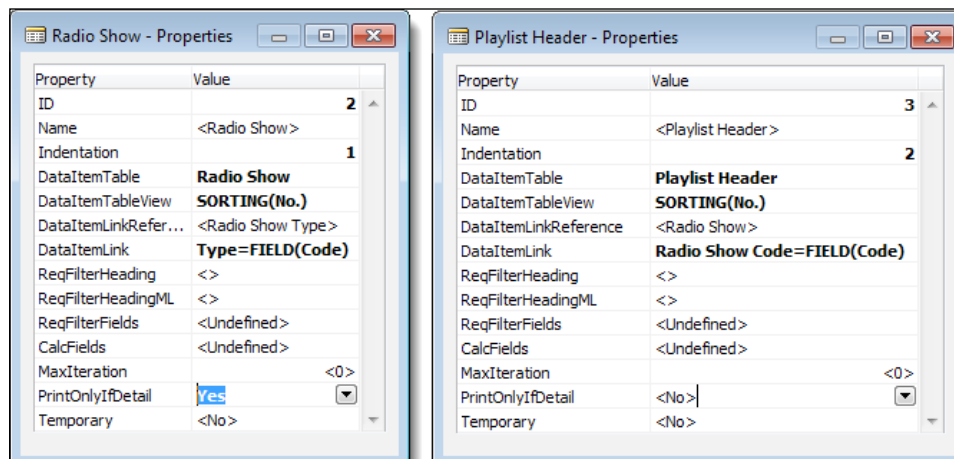 Radio Show - Properties
Property Value
ID 2
Name <Radio Show>
Indentation 1
DataItemTable Radio Show
DataItemTableView SORTING(No.)
DataItemLinkRefer... <Radio Show Type>
DataItemLink Type=FIELD(Code)
ReqFilterHeading <>
ReqFilterHeadingML <>
ReqFilterFields <Undefined>
CalcFields <Undefined>
MaxIteration <0>
PrintOnlyIfDetail Yes
Temporary <No>
Playlist Header - Properties
Property Value
ID 3
Name <Playlist Header>
Indentation 2
DataItemTable Playlist Header
DataItemTableView SORTING(No.)
DataItemLinkReference <Radio Show>
DataItemLink Radio Show Code=FIELD(Code)
ReqFilterHeading <>
ReqFilterHeadingML <>
ReqFilterFields <Undefined>
CalcFields <Undefined>
MaxIteration <0>
PrintOnlyIfDetail <No>
Temporary <No>